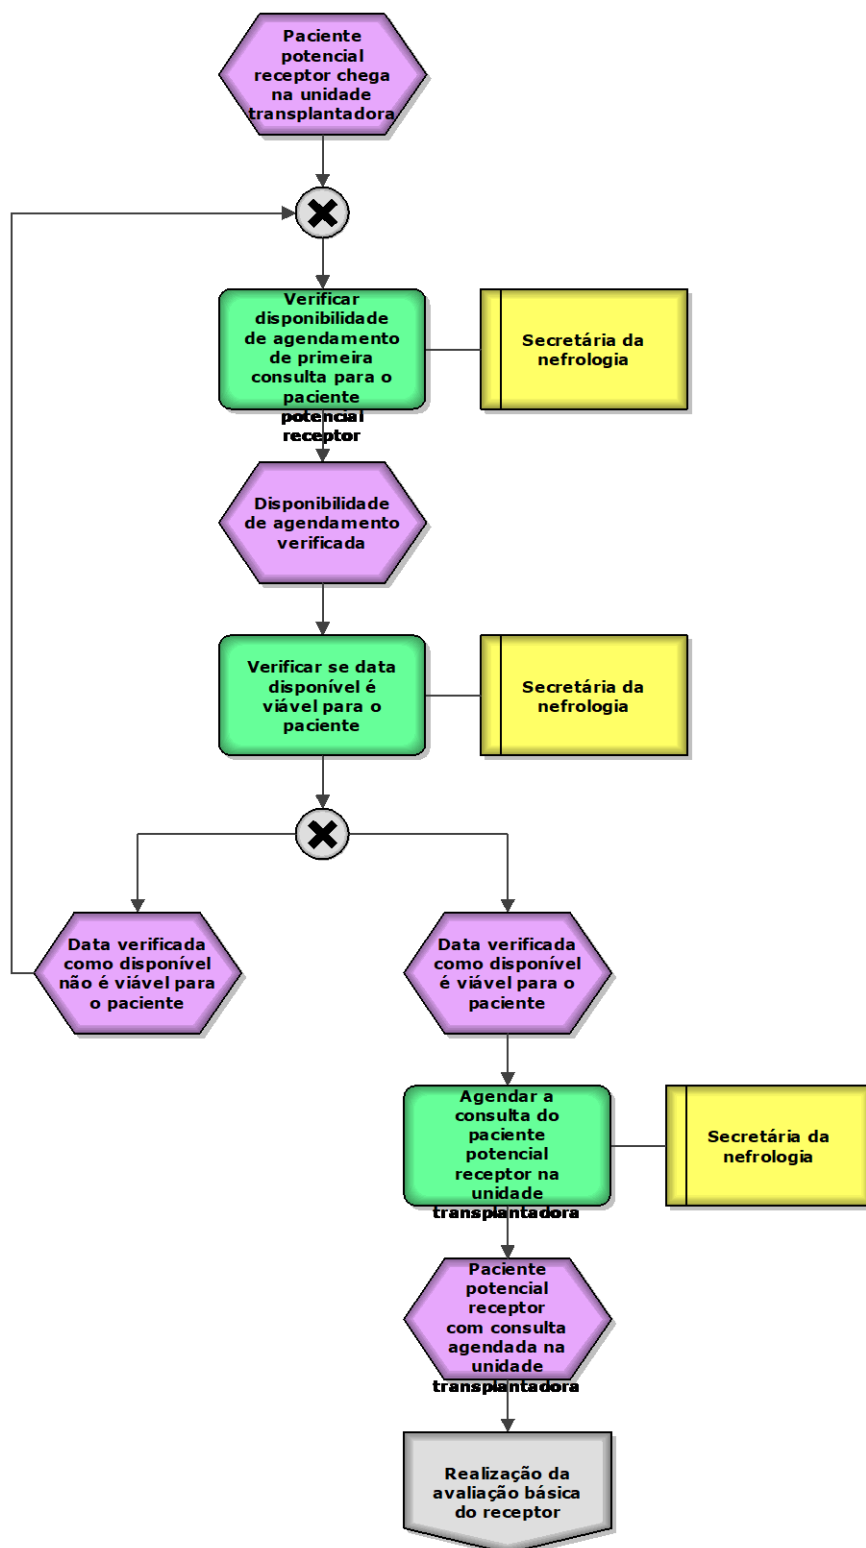 Paciente
potencial
receptor chega
na unidade
transplantadora
Verificar
disponibilidade
de agendamento
de primeira
consulta para o
paciente
potencial
receptor
Secretária da
nefrologia
Disponibilidade
de agendamento
verificada
Verificar se data
disponível é
viável para o
paciente
Secretária da
nefrologia
Data verificada
como disponível
não é viável para
o paciente
Data verificada
como disponível
é viável para o
paciente
Agendar a
consulta do
paciente
potencial
receptor na
unidade
transplantadora
Secretária da
nefrologia
Paciente
potencial
receptor
com consulta
agendada na
unidade
transplantadora
Realização da
avaliação básica
do receptor